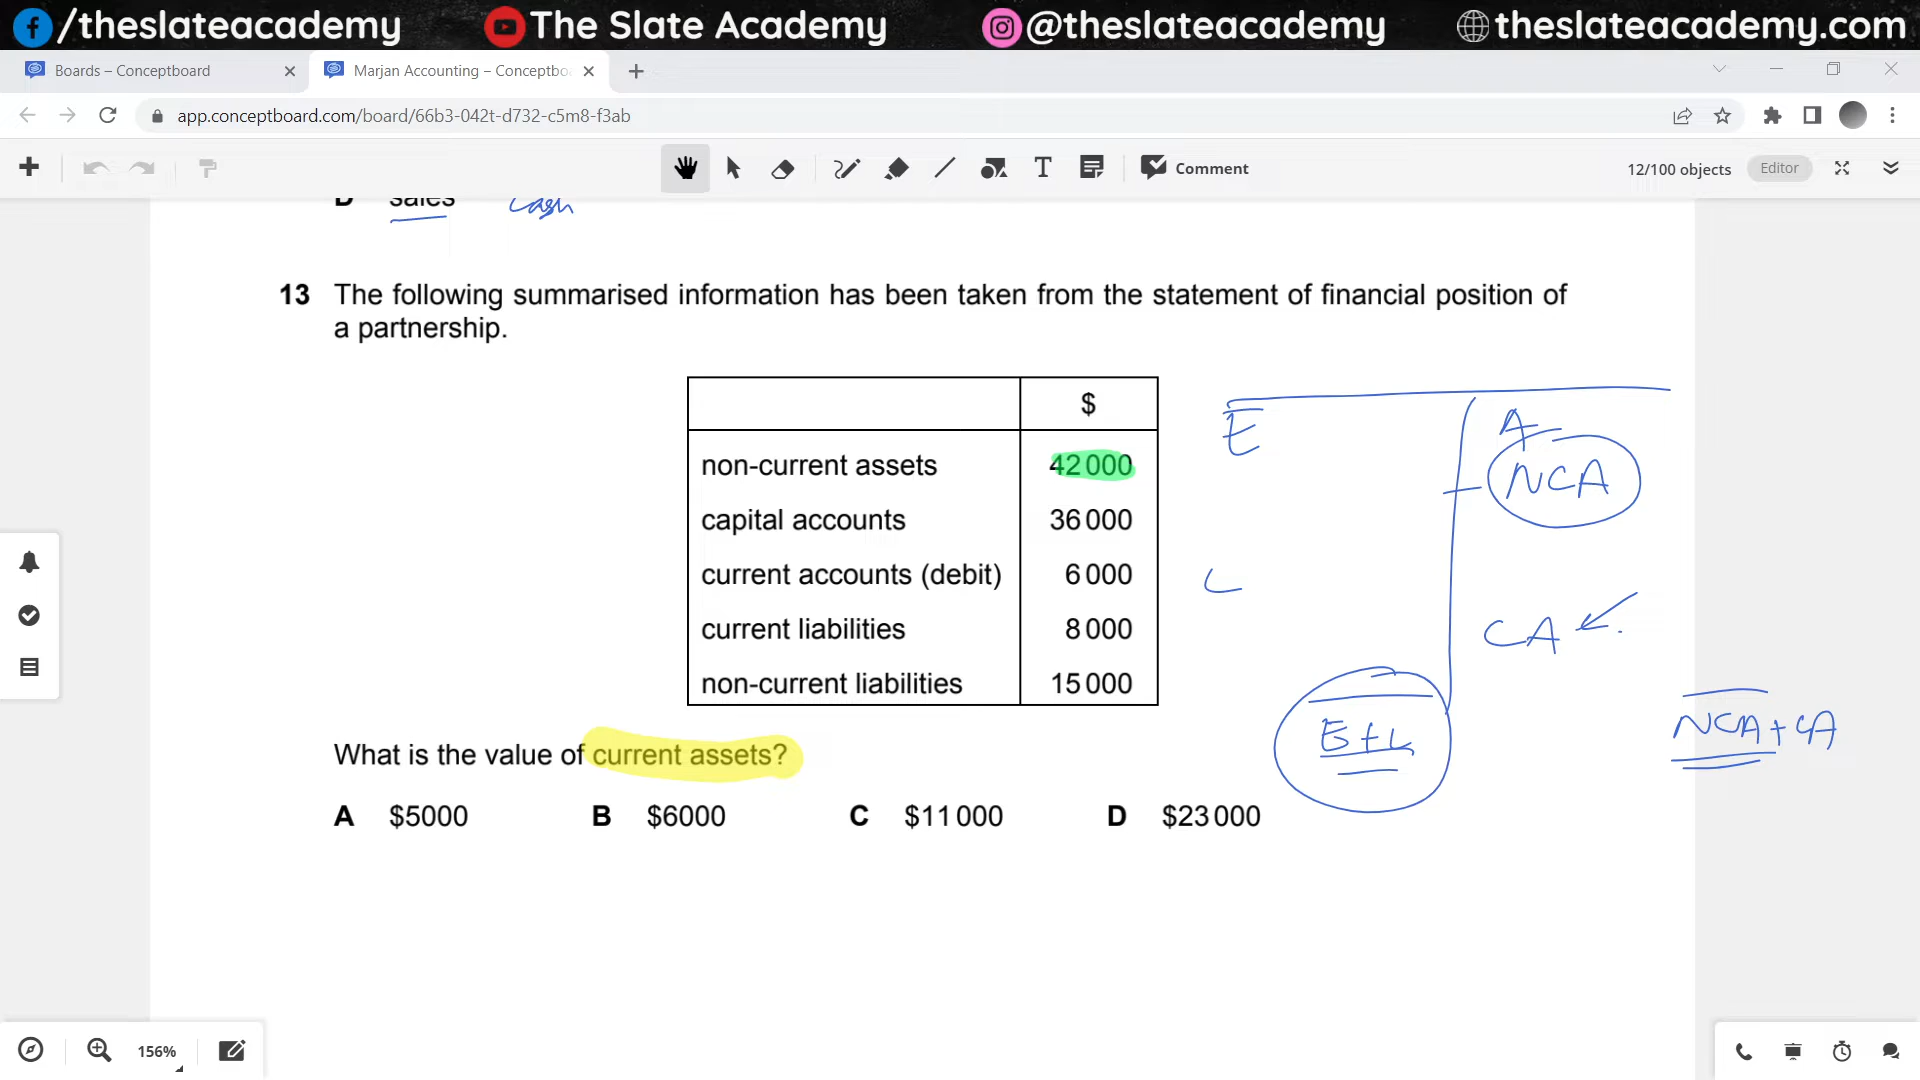 /theslateacademy The Slate Academy @theslateacademy theslateacademy.com
Boards – Conceptboard Marjan Accounting – Conceptbo
app.conceptboard.com/board/66b3-042t-d732-c5m8-f3ab
Comment 12/100 objects Editor
D sales Cash
13 The following summarised information has been taken from the statement of financial position of
a partnership.
$
non-current assets 42 000
capital accounts 36 000
current accounts (debit) 6 000
current liabilities 8 000
non-current liabilities 15 000
E A
NCA
L
CA
E + L
NCA + CA
What is the value of current assets?
A $5000 B $6000 C $11 000 D $23 000
156%